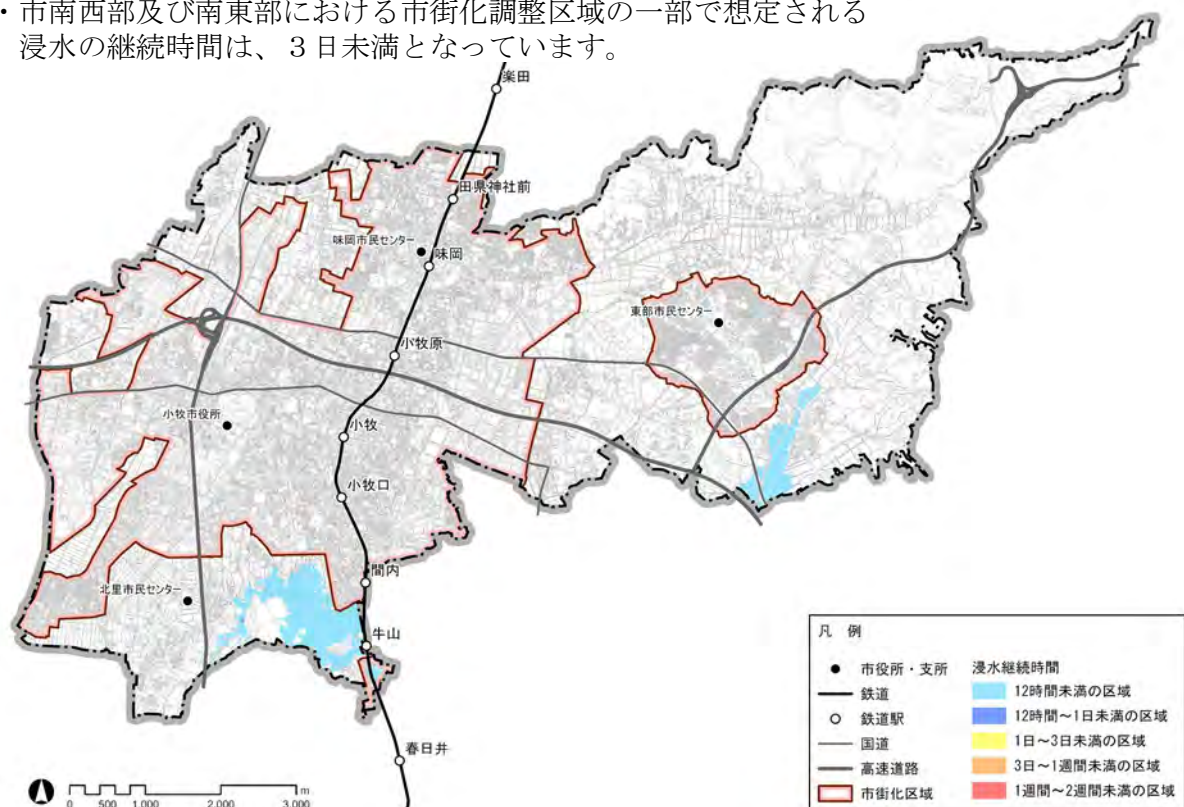 ・市南西部及び南東部における市街化調整区域の一部で想定される
浸水の継続時間は、３日未満となっています。
楽田
田県神社前
味岡市民センター
味岡
東部市民センター
小牧原
小牧市役所
小牧
小牧口
間内
北里市民センター
牛山
春日井
凡 例
市役所・支所
鉄道
鉄道駅
国道
高速道路
市街化区域
浸水継続時間
12時間未満の区域
12時間～1日未満の区域
1日～3日未満の区域
3日～1週間未満の区域
1週間～2週間未満の区域
0 500 1,000 2,000 3,000 m